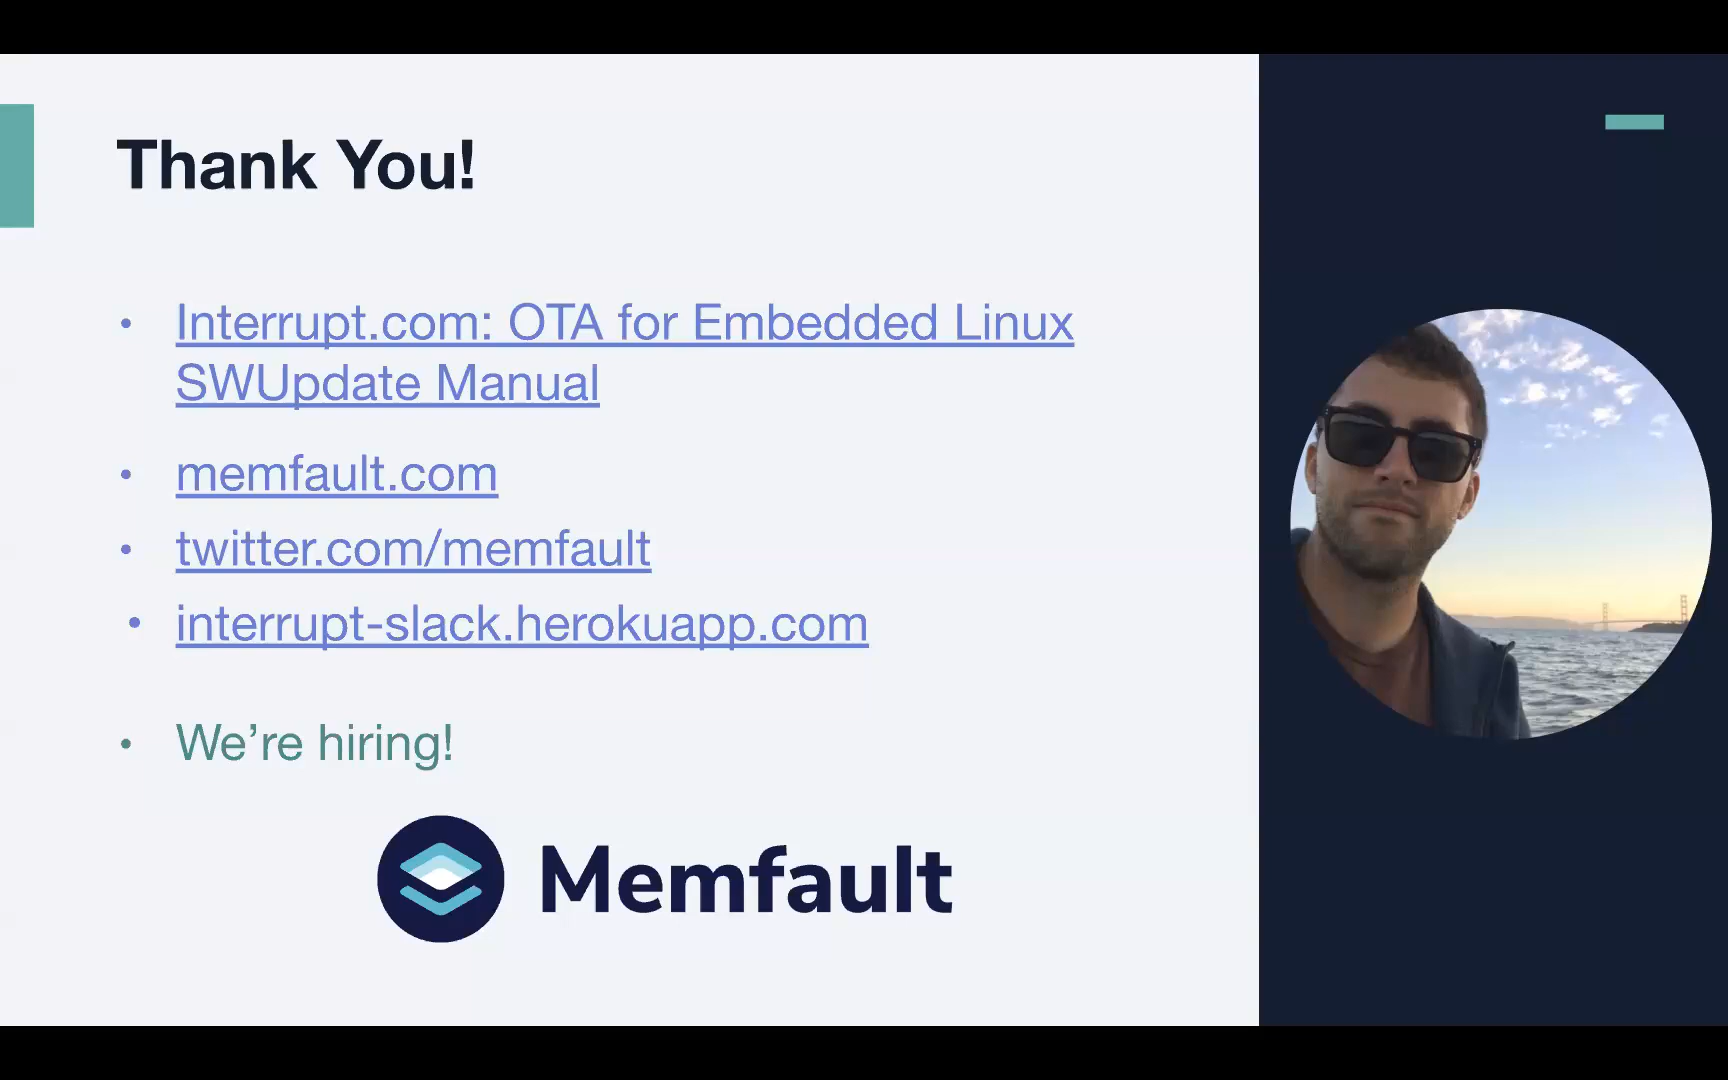 Thank You!
• Interrupt.com: OTA for Embedded Linux
SWUpdate Manual
• memfault.com
• twitter.com/memfault
• interrupt-slack.herokuapp.com
• We’re hiring!
Memfault